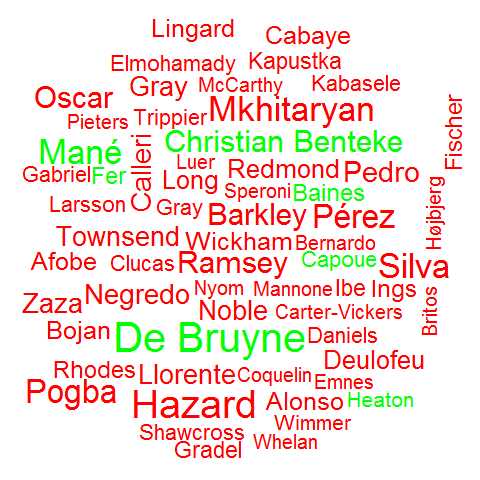 Lingard
Cabaye
Elmohamady
Kapustka
Gray
McCarthy
Kabasele
Oscar
Pieters
Trippier
Mkhitaryan
Fischer
Mané
Calleri
Christian Benteke
Gabriel
Fer
Luer
Long
Redmond
Pedro
Larsson
Gray
Speroni
Baines
Højbjerg
Barkley
Pérez
Townsend
Wickham
Bernardo
Afobe
Clucas
Ramsey
Capoue
Silva
Zaza
Negredo
Nyom
Mannone
Ibe
Ings
Noble
Carter-Vickers
Britos
Bojan
De Bruyne
Daniels
Rhodes
Llorente
Coquelin
Deulofeu
Emnes
Pogba
Hazard
Alonso
Heaton
Shawcross
Wimmer
Gradel
Whelan